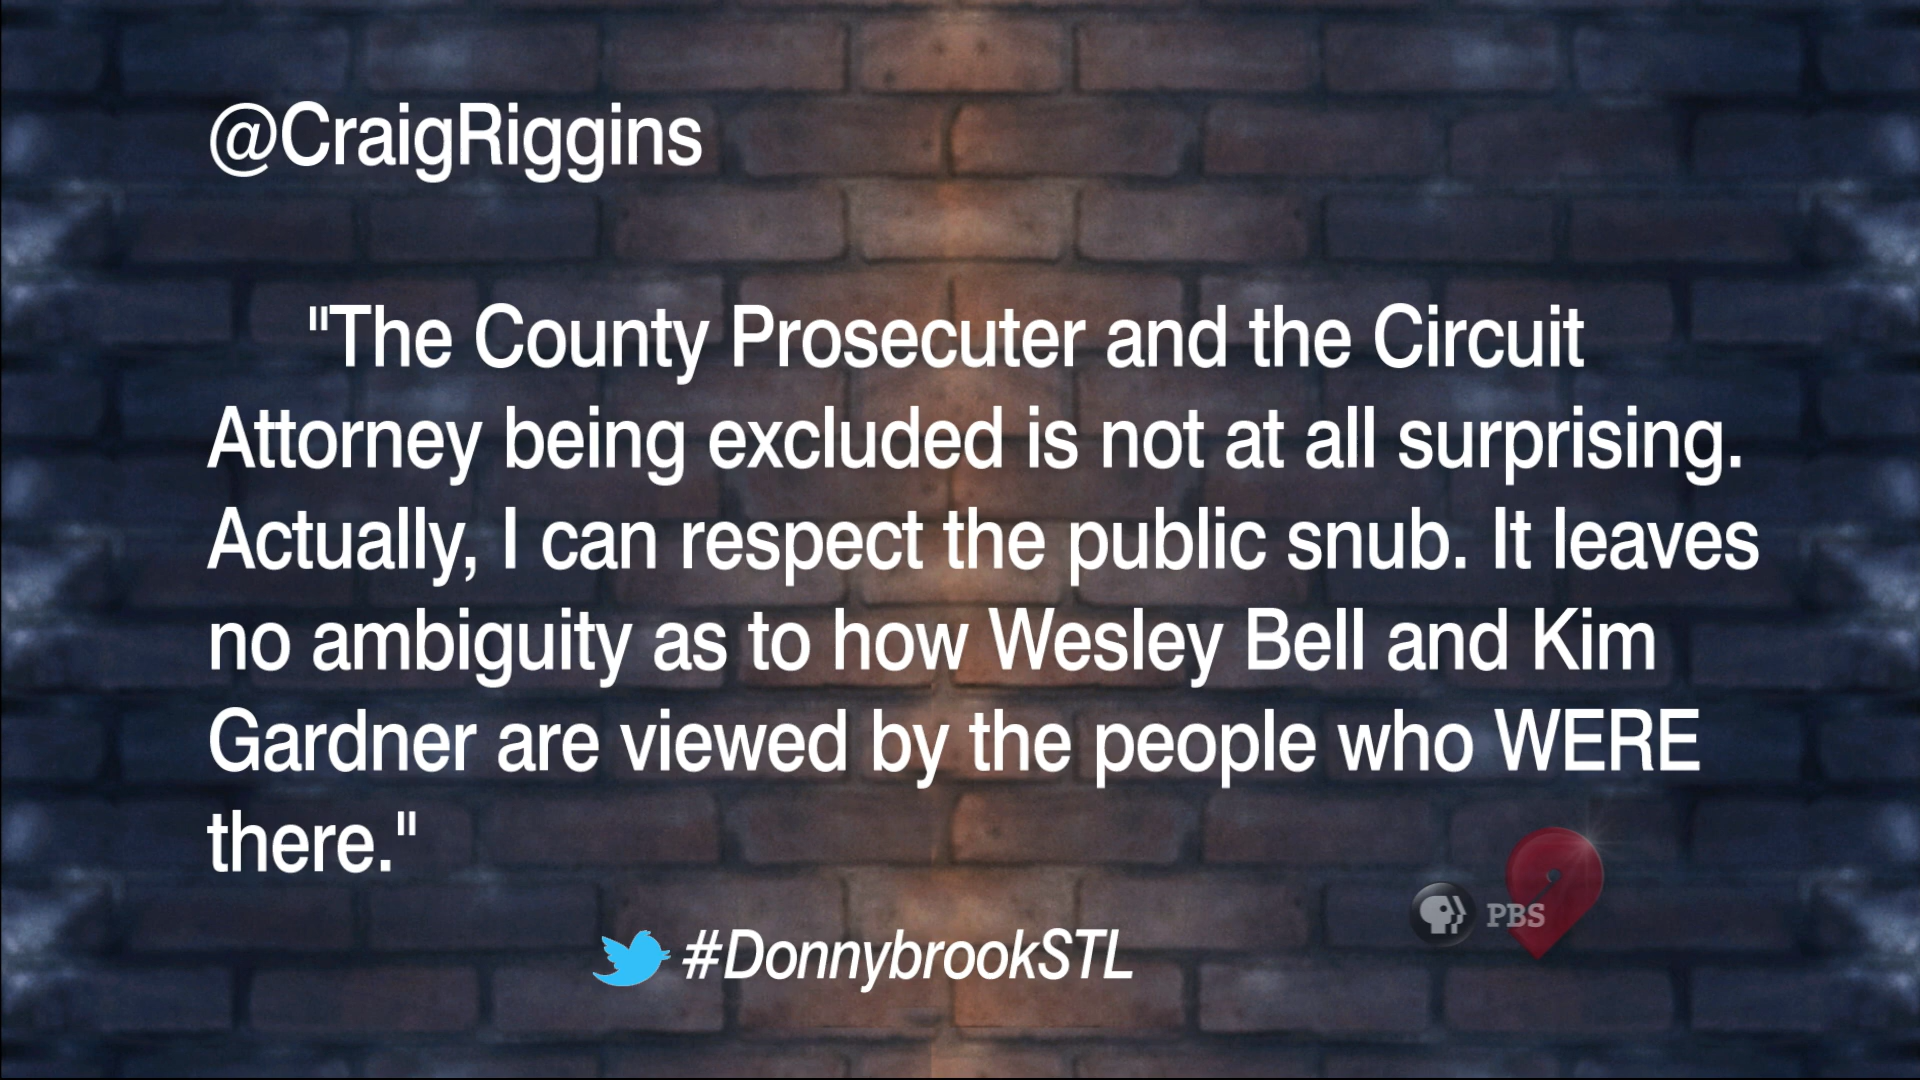 @CraigRiggins
"The County Prosecuter and the Circuit
Attorney being excluded is not at all surprising.
Actually, I can respect the public snub. It leaves
no ambiguity as to how Wesley Bell and Kim
Gardner are viewed by the people who WERE
there."
PBS
#DonnybrookSTL